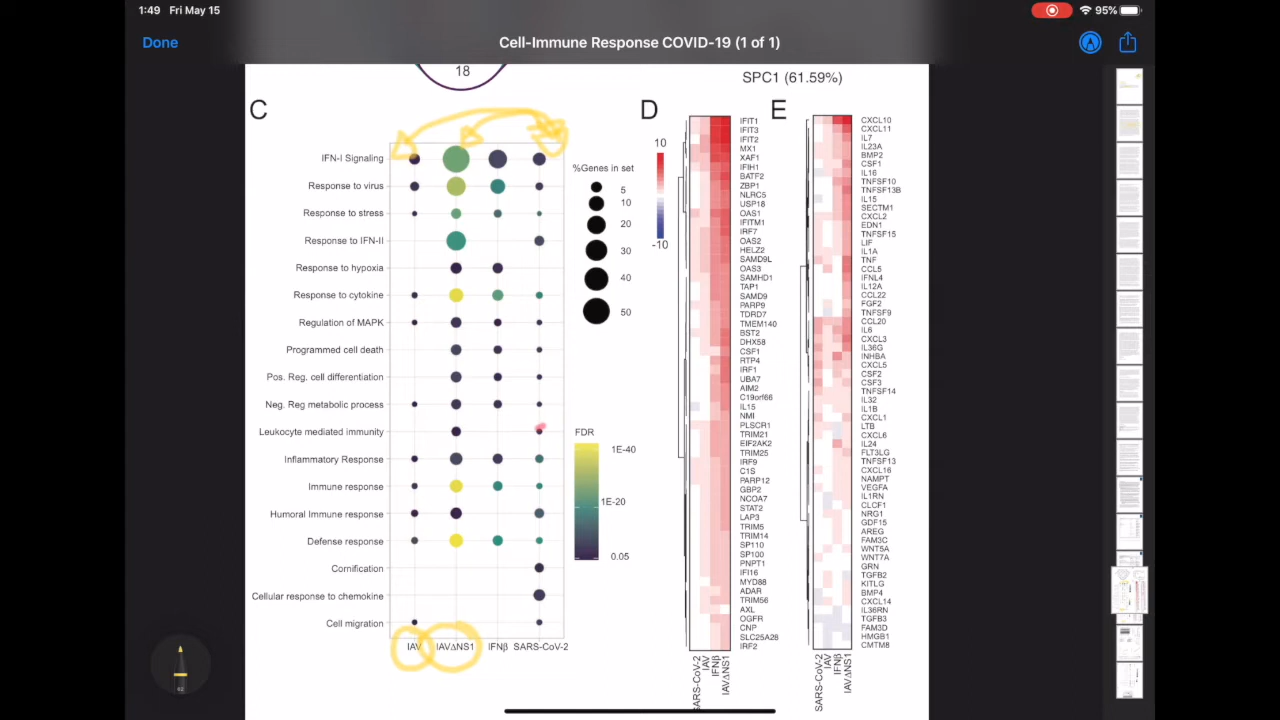 1:49 Fri May 15
95%
Done
Cell-Immune Response COVID-19 (1 of 1)
18
SPC1 (61.59%)
C
IFN-I Signaling
Response to virus
Response to stress
Response to IFN-II
Response to hypoxia
Response to cytokine
Regulation of MAPK
Programmed cell death
Pos. Reg. cell differentiation
Neg. Reg metabolic process
Leukocyte mediated immunity
Inflammatory Response
Immune response
Humoral Immune response
Defense response
Cornification
Cellular response to chemokine
Cell migration
IAV IAVΔNS1 IFNβ SARS-CoV-2
%Genes in set
5
10
20
30
40
50
FDR
1E-40
1E-20
0.05
D
10
-10
IFIT1
IFIT3
IFIT2
MX1
XAF1
IFIH1
BATF2
ZBP1
NLRC5
USP18
OAS1
IFITM1
IRF7
OAS2
HELZ2
SAMD9L
OAS3
SAMHD1
TAP1
SAMD9
PARP9
TDRD7
TMEM140
BST2
DHX58
CSF1
RTP4
IRF1
UBA7
AIM2
C19orf66
IL15
NMI
PLSCR1
TRIM21
EIF2AK2
TRIM25
IRF9
C1S
PARP12
GBP2
NCOA7
STAT2
LAP3
TRIM5
TRIM14
SP110
SP100
PNPT1
IFI16
MYD88
ADAR
TRIM56
AXL
OGFR
CNP
SLC25A28
IRF2
SARS-CoV-2
IAV
IFNβ
IAVΔNS1
E
CXCL10
CXCL11
IL7
IL23A
BMP2
CSF1
IL16
TNFSF10
TNFSF13B
IL15
SECTM1
CXCL2
EDN1
TNFSF15
LIF
IL1A
TNF
CCL5
IFNL4
IL12A
CCL22
FGF2
TNFSF9
CCL20
IL6
CXCL3
IL36G
INHBA
CXCL5
CSF2
CSF3
TNFSF14
IL32
IL1B
CXCL1
LTB
CXCL6
IL24
FLT3LG
TNFSF13
CXCL16
NAMPT
VEGFA
IL1RN
CLCF1
NRG1
GDF15
AREG
FAM3C
WNT5A
WNT7A
GRN
TGFB2
KITLG
BMP4
CXCL14
IL36RN
TGFB3
FAM3D
HMGB1
CMTM8
SARS-CoV-2
IAV
IFNβ
IAVΔNS1